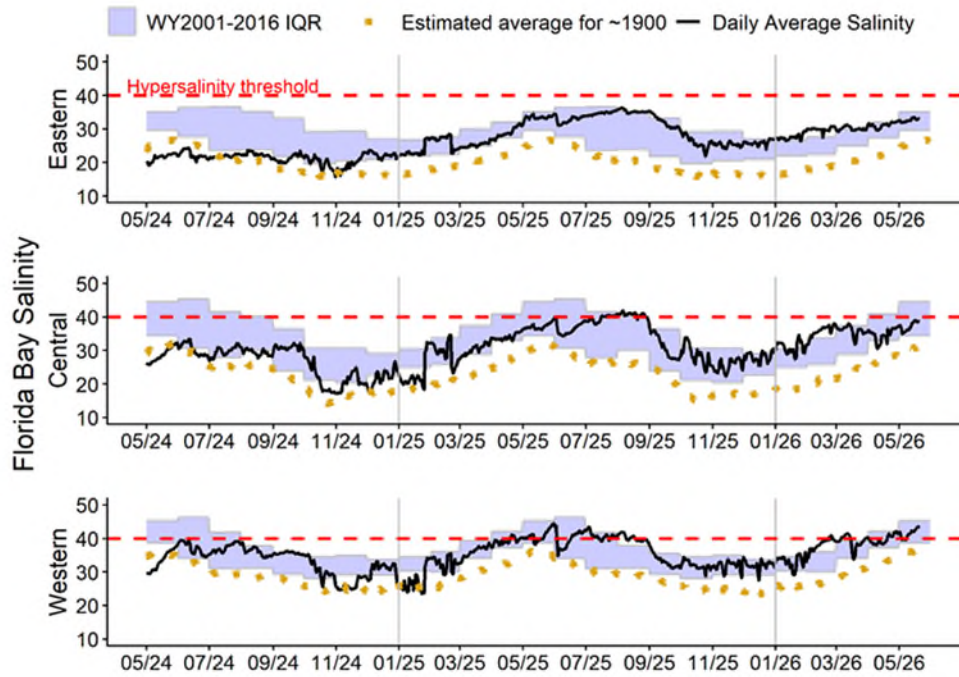 WY2001-2016 IQR Estimated average for ~1900 Daily Average Salinity
Florida Bay Salinity
Eastern
50
40
30
20
10
Hypersalinity threshold
05/24 07/24 09/24 11/24 01/25 03/25 05/25 07/25 09/25 11/25 01/26 03/26 05/26
Central
50
40
30
20
10
05/24 07/24 09/24 11/24 01/25 03/25 05/25 07/25 09/25 11/25 01/26 03/26 05/26
Western
50
40
30
20
10
05/24 07/24 09/24 11/24 01/25 03/25 05/25 07/25 09/25 11/25 01/26 03/26 05/26